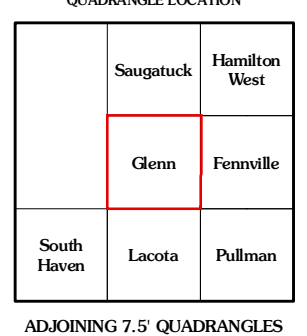 QUADRANGLE LOCATION
Saugatuck
Hamilton
West
Glenn
Fennville
South
Haven
Lacota
Pullman
ADJOINING 7.5' QUADRANGLES